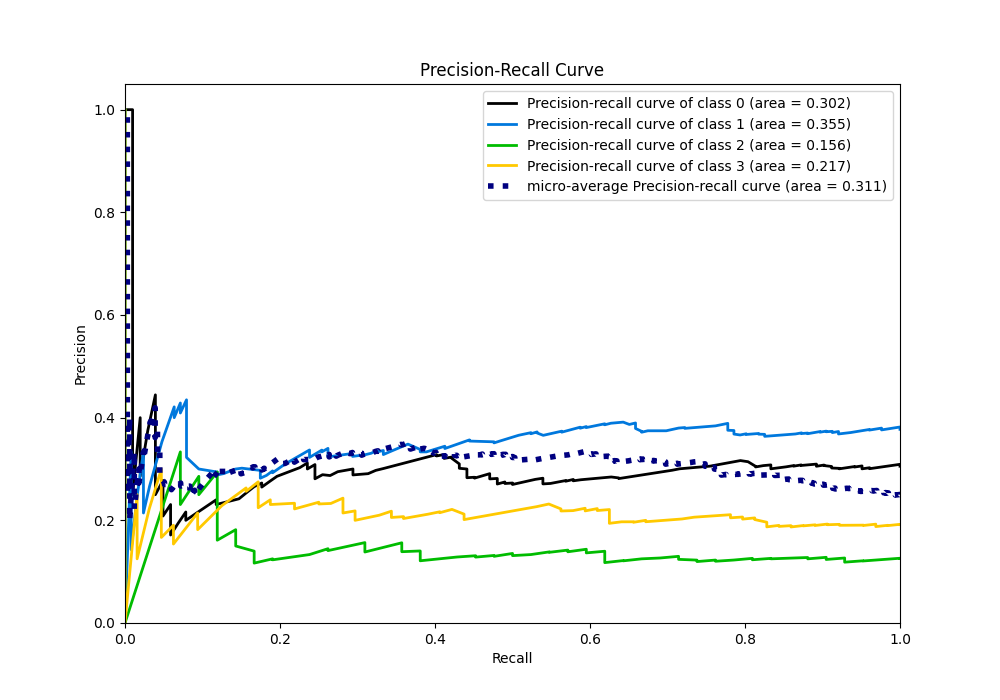 Precision-Recall Curve
Precision-recall curve of class 0 (area = 0.302)
Precision-recall curve of class 1 (area = 0.355)
Precision-recall curve of class 2 (area = 0.156)
Precision-recall curve of class 3 (area = 0.217)
micro-average Precision-recall curve (area = 0.311)
Precision
1.0
0.8
0.6
0.4
0.2
0.0
0.0 0.2 0.4 0.6 0.8 1.0
Recall